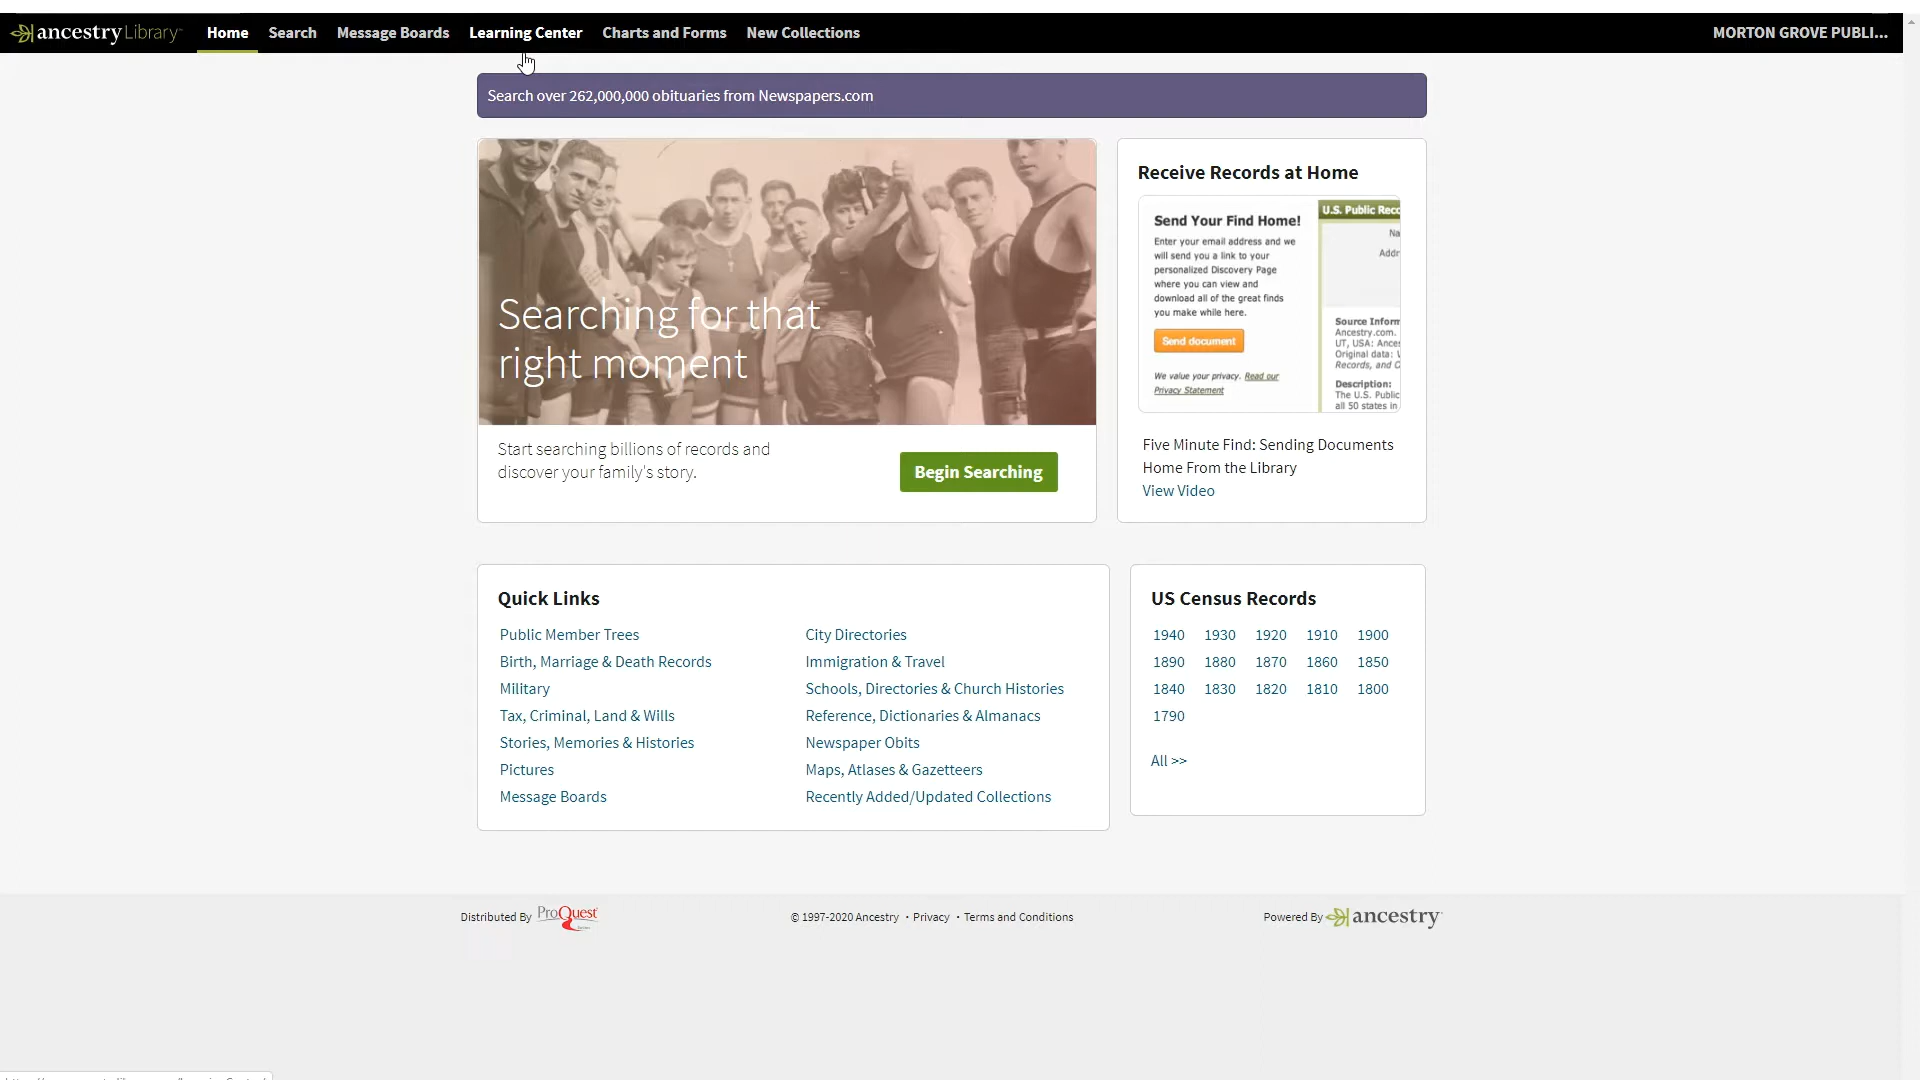 ancestryLibrary Home Search Message Boards Learning Center Charts and Forms New Collections MORTON GROVE PUBLI...
Search over 262,000,000 obituaries from Newspapers.com
Searching for that
right moment
Start searching billions of records and
discover your family's story.
Begin Searching
Receive Records at Home
Send Your Find Home!
Enter your email address and we
will send you a link to your
personalized Discovery Page
where you can view and
download all of the great finds
you make while here.
Send document
We value your privacy. Read our
Privacy Statement
U.S. Public Reco
Na
Addr
Source Inform
Ancestry.com.
UT, USA: Ances
Original data: 
Records, and C
Description:
The U.S. Public
all 50 states in
Five Minute Find: Sending Documents
Home From the Library
View Video
Quick Links
Public Member Trees
Birth, Marriage & Death Records
Military
Tax, Criminal, Land & Wills
Stories, Memories & Histories
Pictures
Message Boards
City Directories
Immigration & Travel
Schools, Directories & Church Histories
Reference, Dictionaries & Almanacs
Newspaper Obits
Maps, Atlases & Gazetteers
Recently Added/Updated Collections
US Census Records
1940 1930 1920 1910 1900
1890 1880 1870 1860 1850
1840 1830 1820 1810 1800
1790
All >>
Distributed By ProQuest
© 1997-2020 Ancestry · Privacy · Terms and Conditions
Powered By ancestry